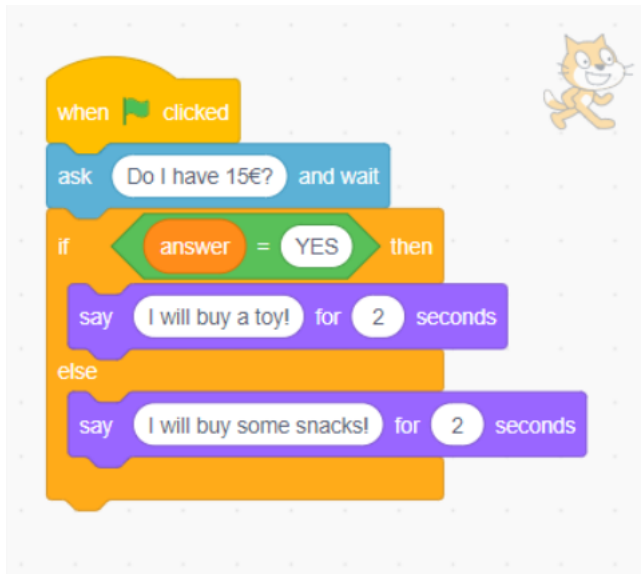 when clicked
ask Do I have 15€? and wait
if answer = YES then
say I will buy a toy! for 2 seconds
else
say I will buy some snacks! for 2 seconds